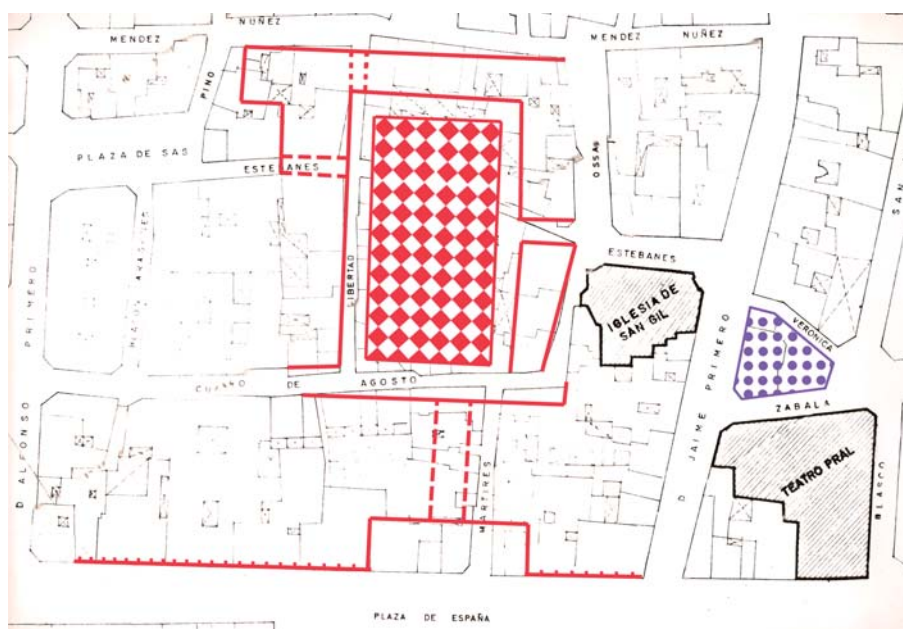 NUÑEZ
NUÑEZ
MENDEZ
MENDEZ NUÑEZ
PINO
PLAZA DE SAS
ESTEBANES
OSSAU
SAN
ESTEBANES
LIBERTAD
IGLESIA DE
SAN GIL
PRIMERO
PRIMERO
VERONICA
CUATRO DE AGOSTO
ZABALA
D ALFONSO
D JAIME
TEATRO PRAL
MARTIRES
BLASCO
PLAZA DE ESPAÑA